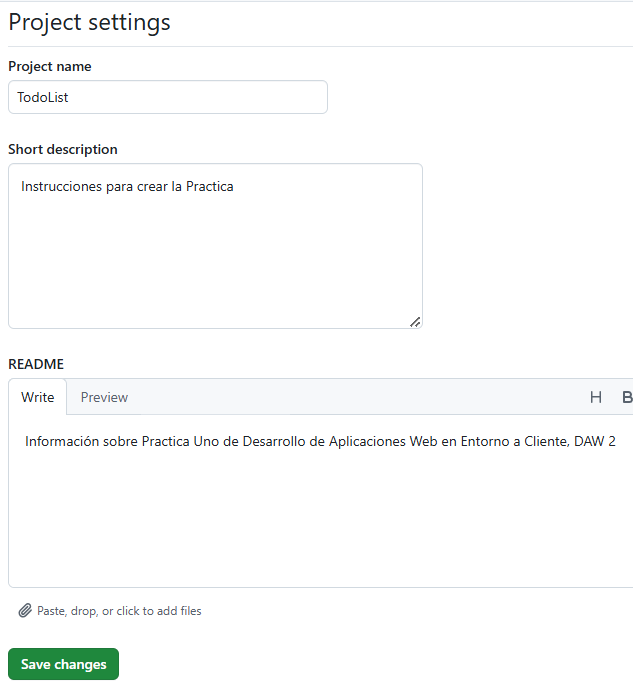 Project settings
Project name
TodoList
Short description
Instrucciones para crear la Practica
README
Write Preview H B
Información sobre Practica Uno de Desarrollo de Aplicaciones Web en Entorno a Cliente, DAW 2
Paste, drop, or click to add files
Save changes